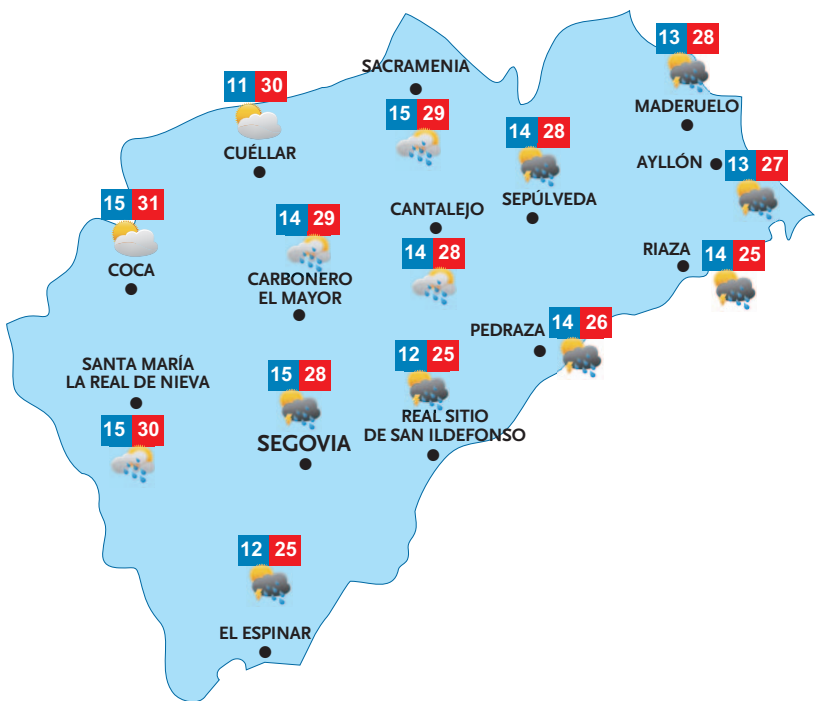 13 28
MADERUELO
SACRAMENIA
15 29
11 30
CUÉLLAR
14 28
SEPÚLVEDA
AYLLÓN
13 27
15 31
COCA
14 29
CARBONERO
EL MAYOR
CANTALEJO
14 28
RIAZA
14 25
PEDRAZA
14 26
SANTA MARÍA
LA REAL DE NIEVA
15 30
15 28
SEGOVIA
12 25
REAL SITIO
DE SAN ILDEFONSO
12 25
EL ESPINAR